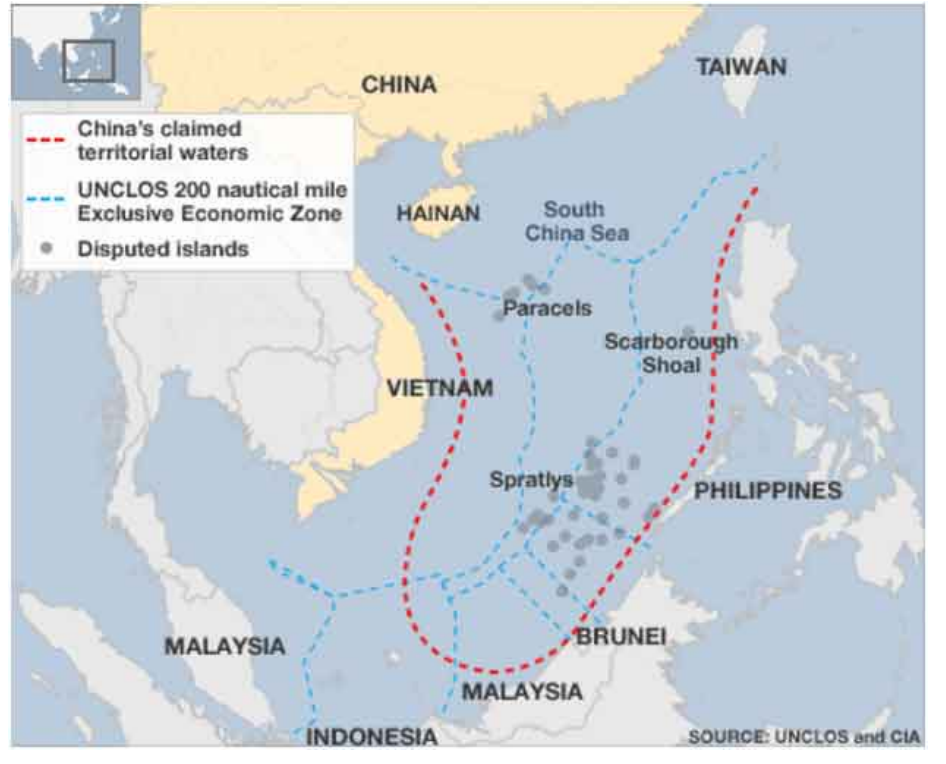 TAIWAN
CHINA
China's claimed
territorial waters
UNCLOS 200 nautical mile
Exclusive Economic Zone
Disputed islands
HAINAN
South
China Sea
Paracels
Scarborough
Shoal
VIETNAM
Spratlys
PHILIPPINES
BRUNEI
MALAYSIA
MALAYSIA
INDONESIA
SOURCE: UNCLOS and CIA